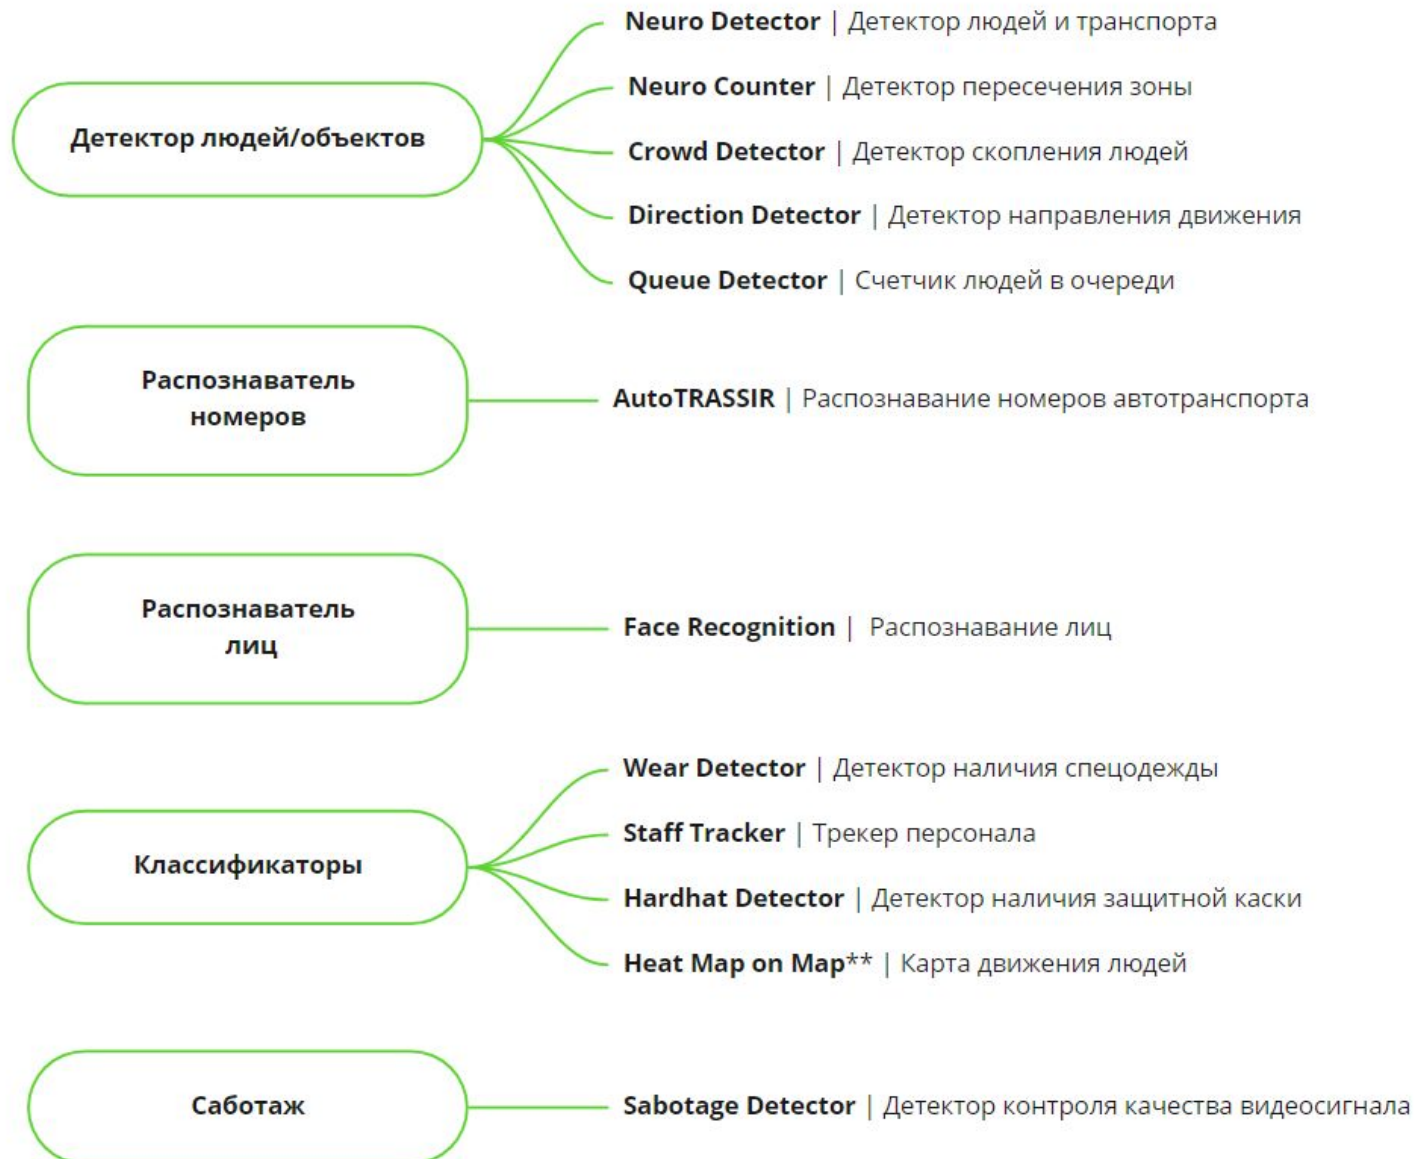 Neuro Detector | Детектор людей и транспорта
Neuro Counter | Детектор пересечения зоны
Детектор людей/объектов
Crowd Detector | Детектор скопления людей
Direction Detector | Детектор направления движения
Queue Detector | Счетчик людей в очереди
Распознаватель
номеров
AutoTRASSIR | Распознавание номеров автотранспорта
Распознаватель
лиц
Face Recognition | Распознавание лиц
Wear Detector | Детектор наличия спецодежды
Staff Tracker | Трекер персонала
Классификаторы
Hardhat Detector | Детектор наличия защитной каски
Heat Map on Map** | Карта движения людей
Саботаж
Sabotage Detector | Детектор контроля качества видеосигнала